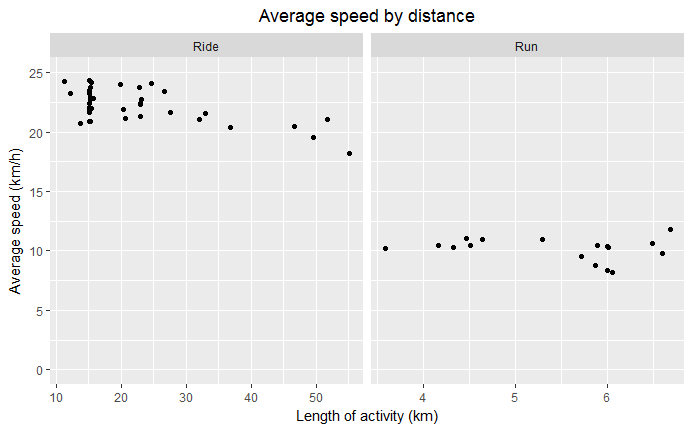 Average speed by distance
Ride Run
Average speed (km/h)
25
20
15
10
5
0
10 20 30 40 50 4 5 6
Length of activity (km)